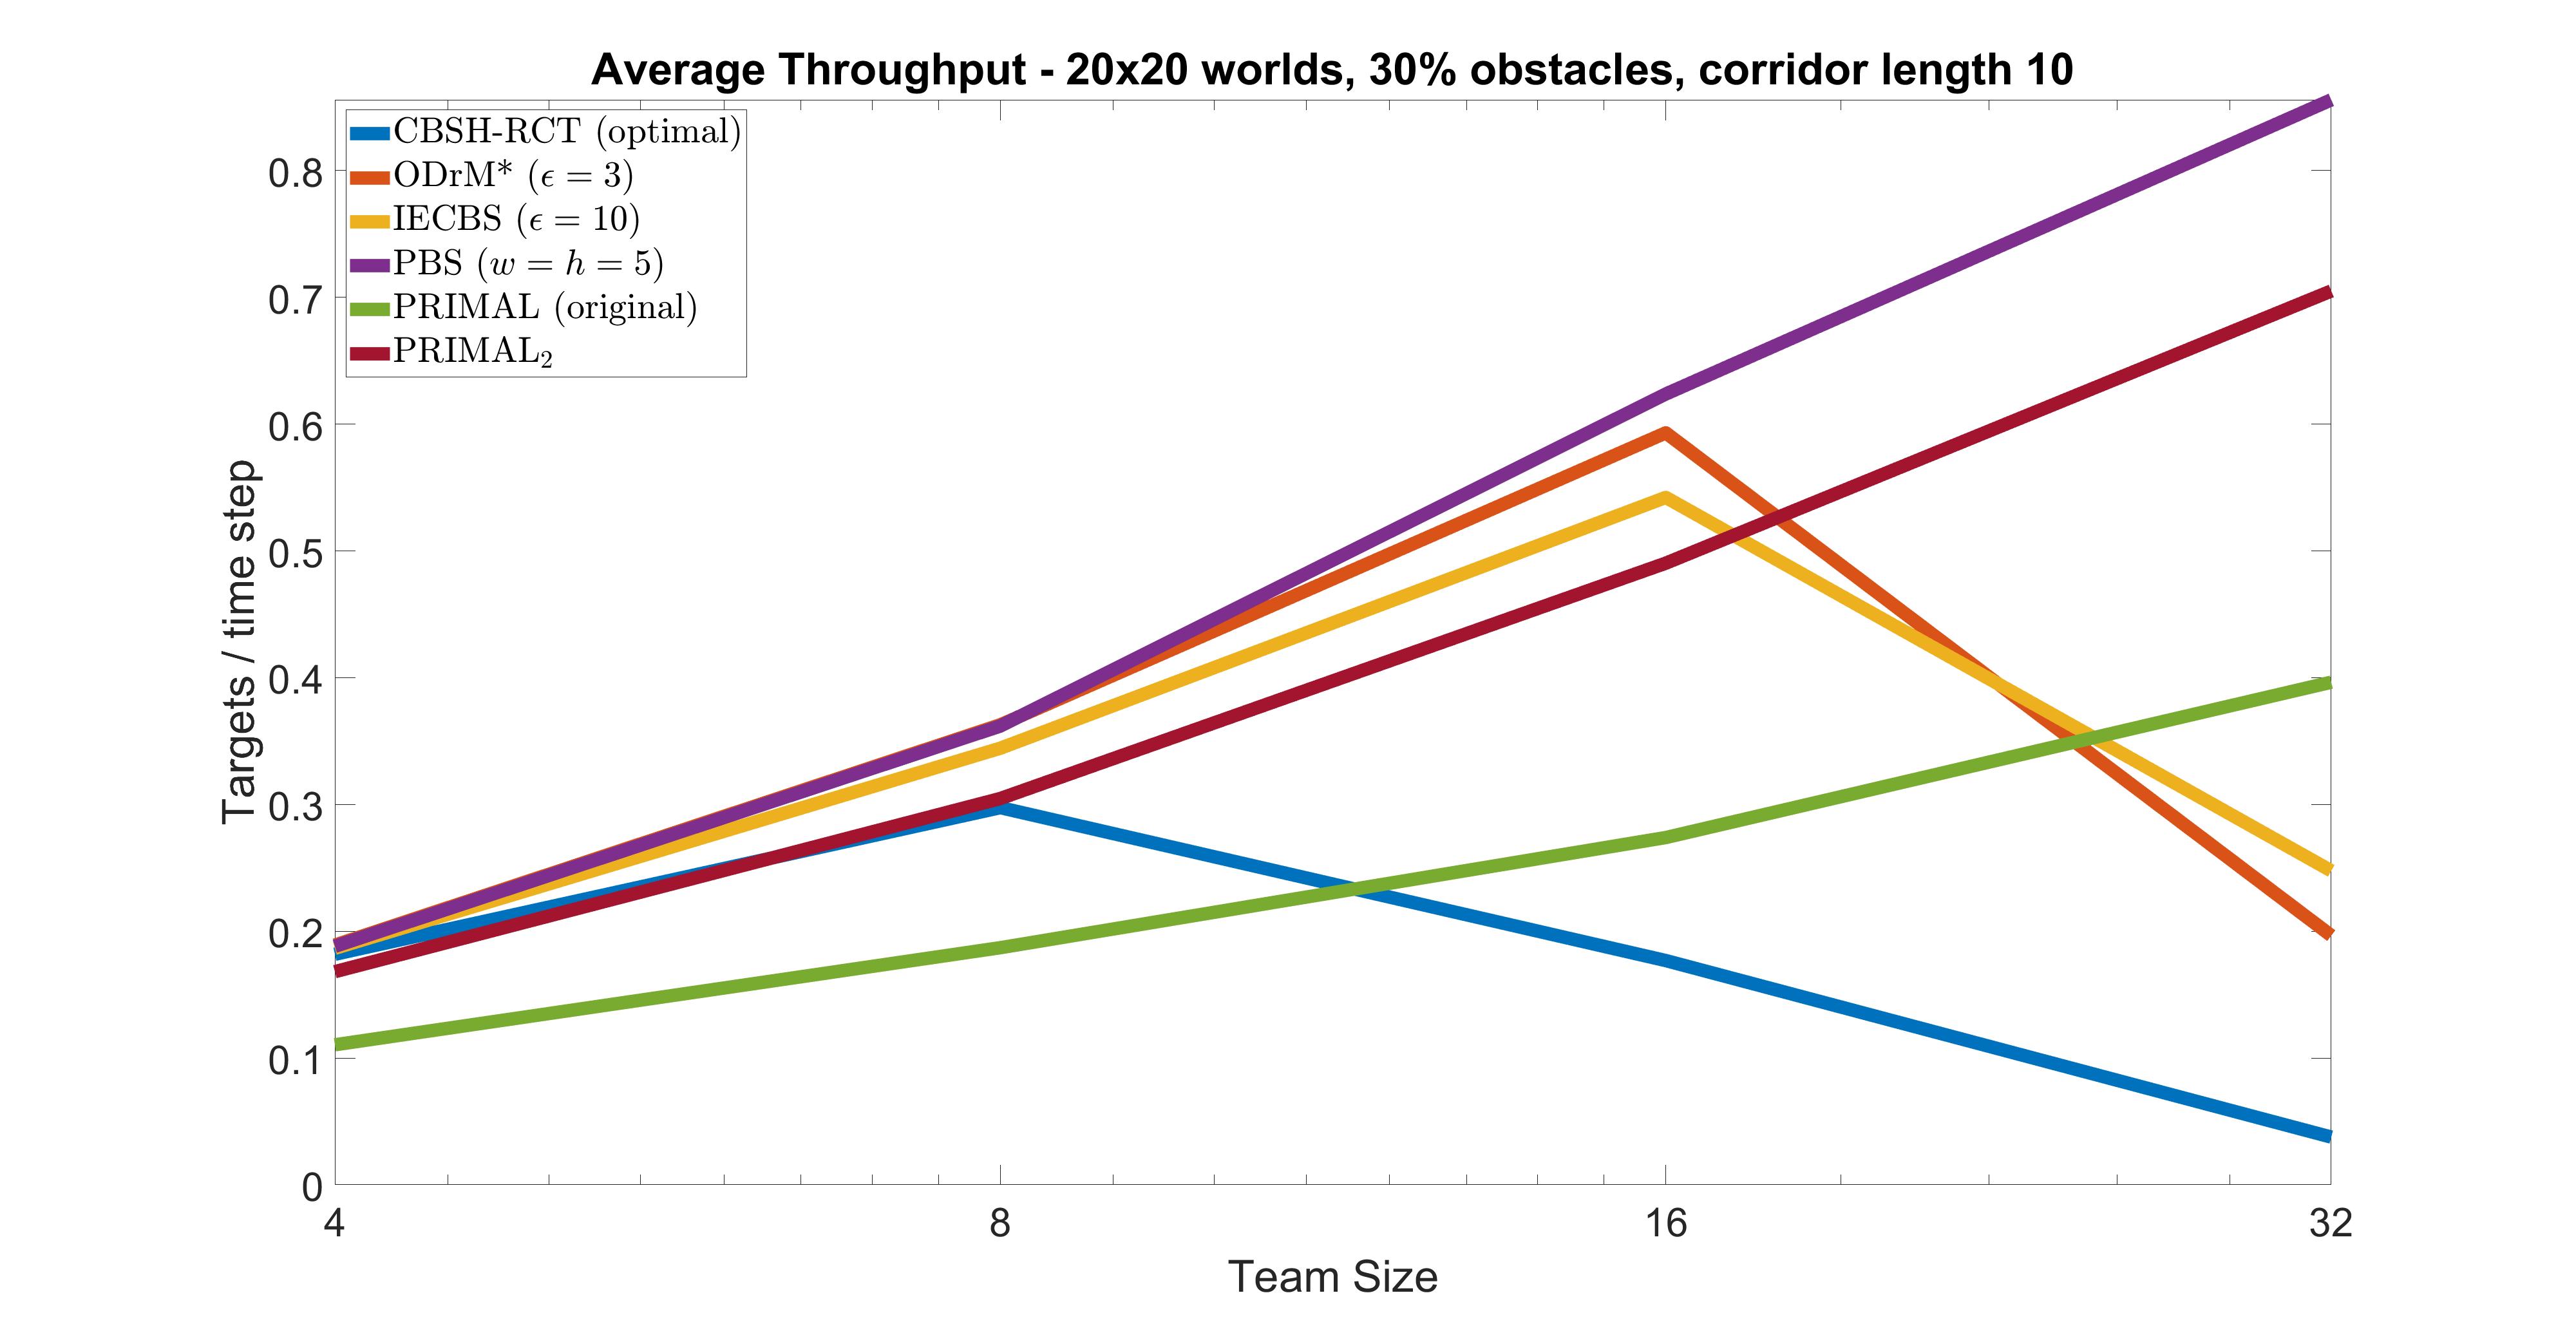 Average Throughput - 20x20 worlds, 30% obstacles, corridor length 10
CBSH-RCT (optimal)
ODrM* (ϵ = 3)
IECBS (ϵ = 10)
PBS (w = h = 5)
PRIMAL (original)
PRIMAL₂
Targets / time step
0.8
0.7
0.6
0.5
0.4
0.3
0.2
0.1
0
4 8 16 32
Team Size